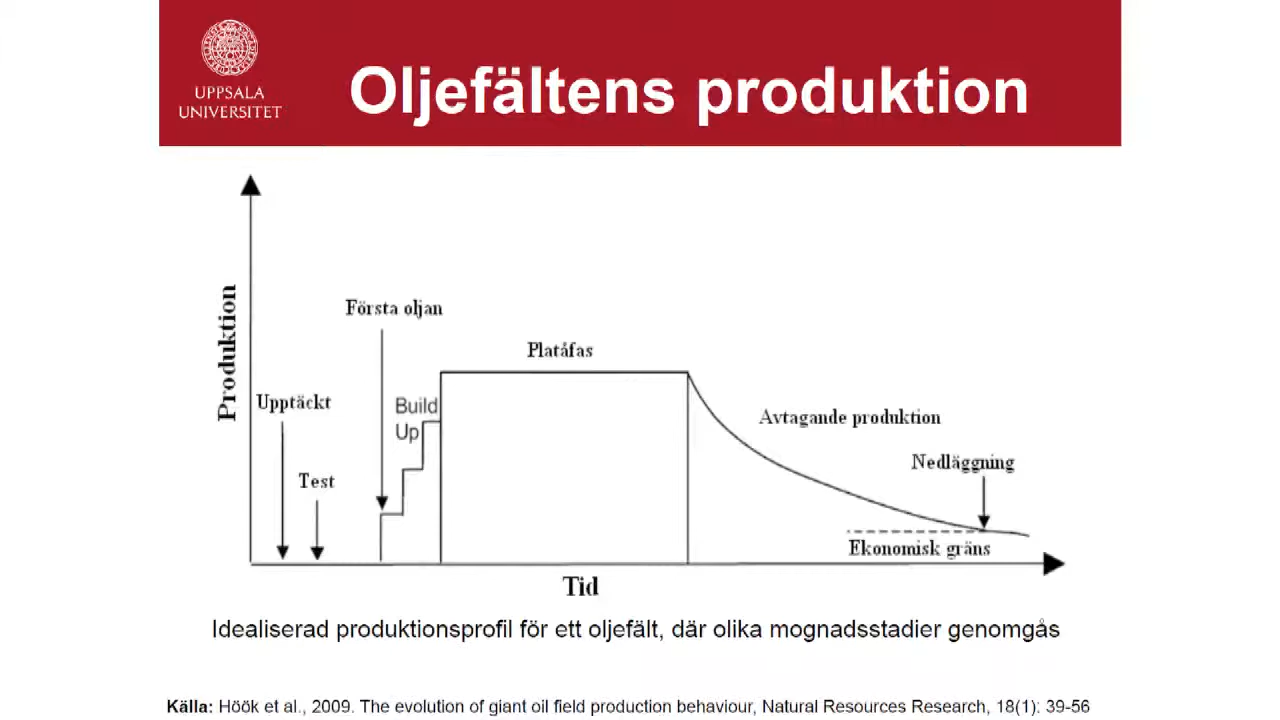 UPPSALA
UNIVERSITET
Oljefältens produktion
Produktion
Första oljan
Platåfas
Upptäckt
Build
Up
Avtagande produktion
Nedläggning
Test
Ekonomisk gräns
Tid
Idealiserad produktionsprofil för ett oljefält, där olika mognadsstadier genomgås
Källa: Höök et al., 2009. The evolution of giant oil field production behaviour, Natural Resources Research, 18(1): 39-56